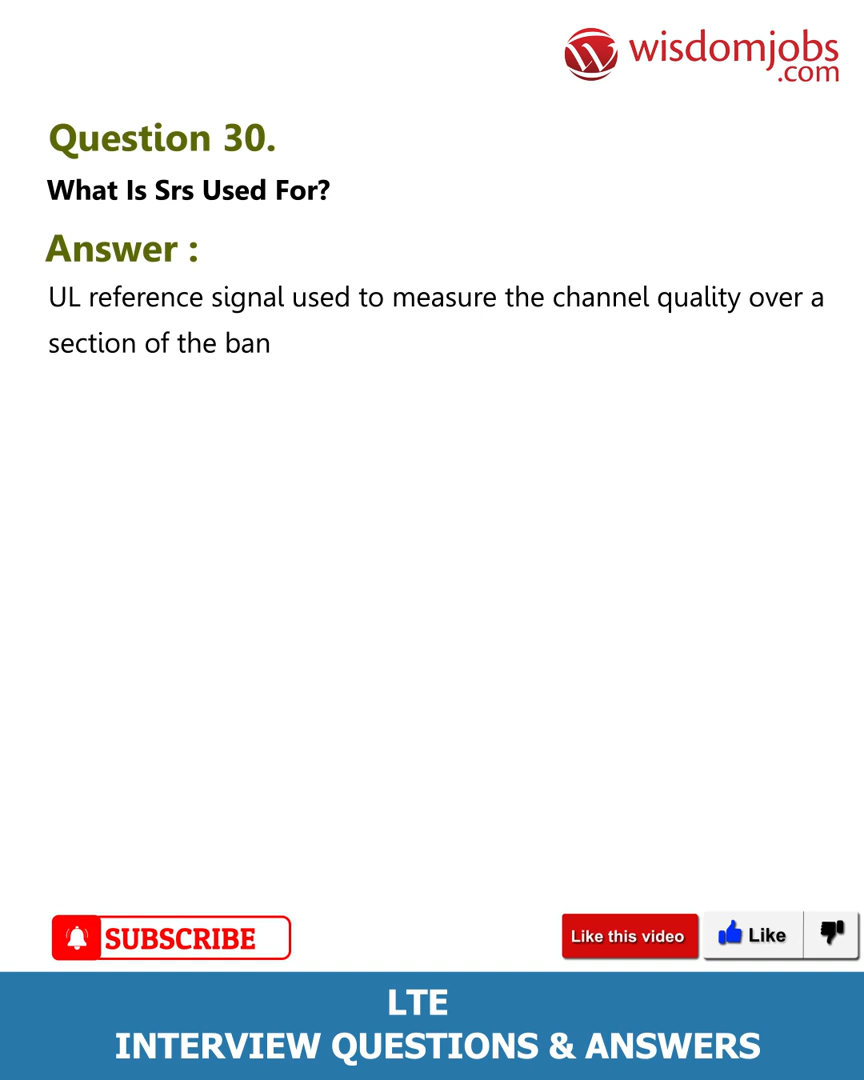 wisdomjobs
.com
Question 30.
What Is Srs Used For?
Answer :
UL reference signal used to measure the channel quality over a
section of the ban
SUBSCRIBE
Like this video
Like
LTE
INTERVIEW QUESTIONS & ANSWERS